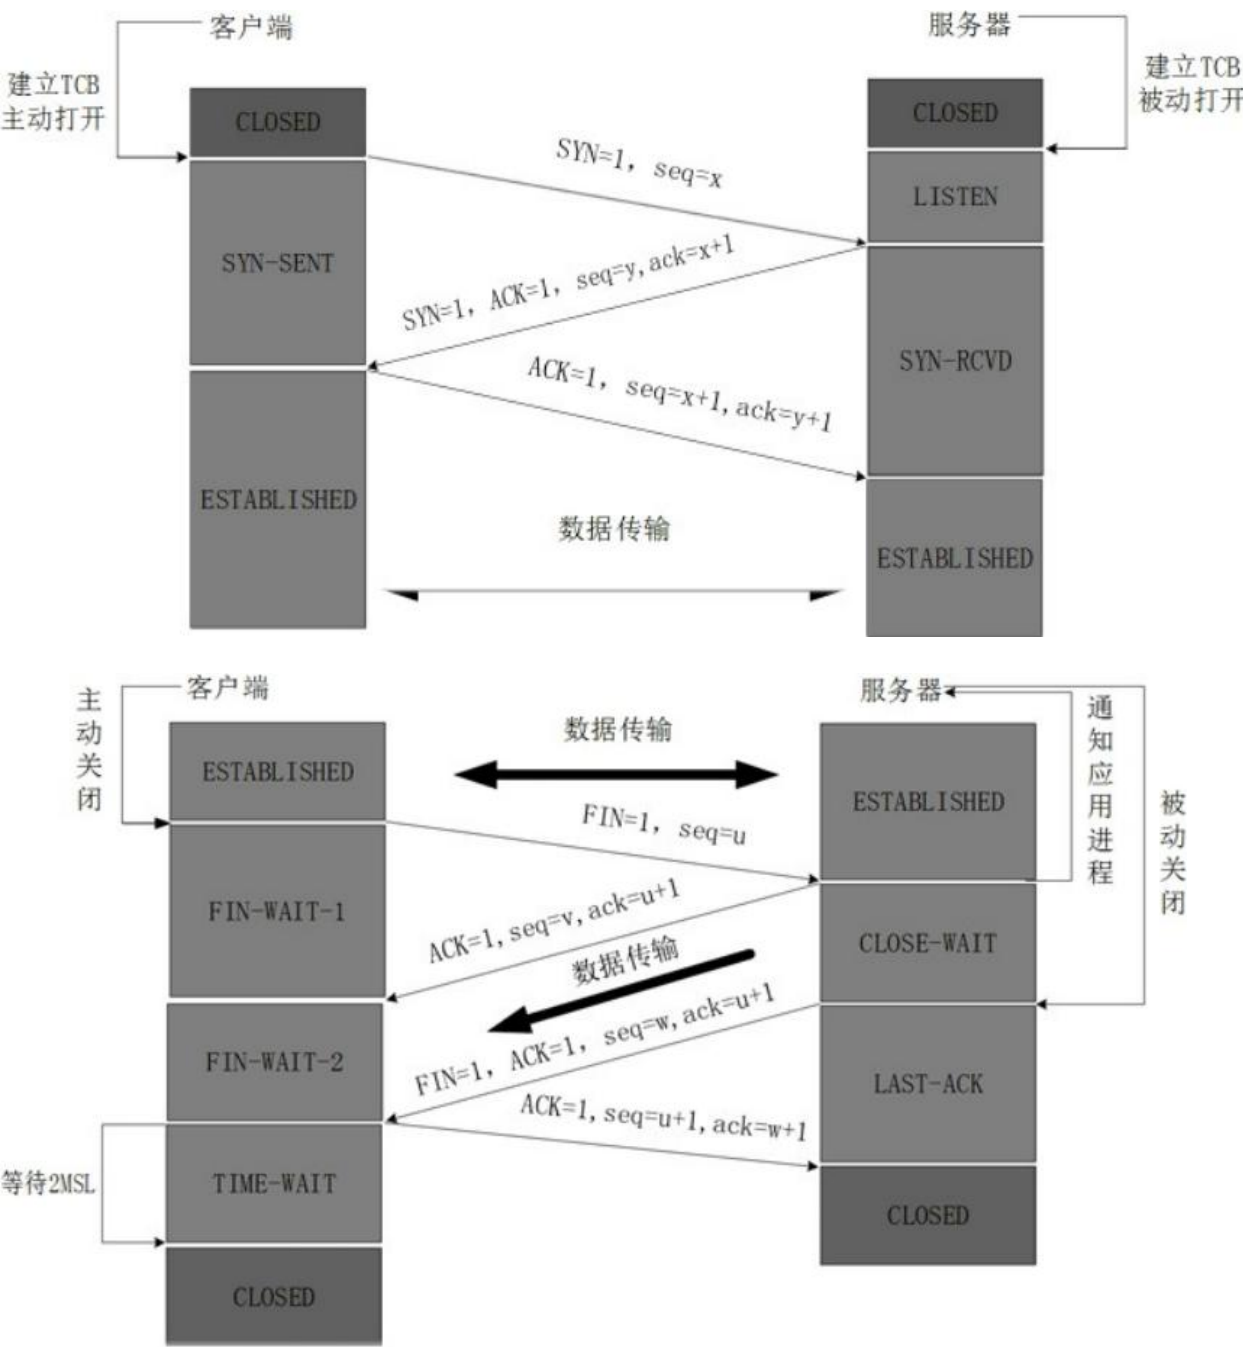 客户端
服务器
建立TCB
主动打开
建立TCB
被动打开
CLOSED
CLOSED
SYN=1, seq=x
LISTEN
SYN-SENT
SYN=1, ACK=1, seq=y,ack=x+1
SYN-RCVD
ACK=1, seq=x+1,ack=y+1
ESTABLISHED
数据传输
ESTABLISHED
客户端
服务器
主动关闭
通知应用进程
被动关闭
数据传输
ESTABLISHED
ESTABLISHED
FIN=1, seq=u
FIN-WAIT-1
ACK=1,seq=v,ack=u+1
CLOSE-WAIT
数据传输
FIN-WAIT-2
FIN=1, ACK=1, seq=w,ack=u+1
LAST-ACK
ACK=1,seq=u+1,ack=w+1
等待2MSL
TIME-WAIT
CLOSED
CLOSED